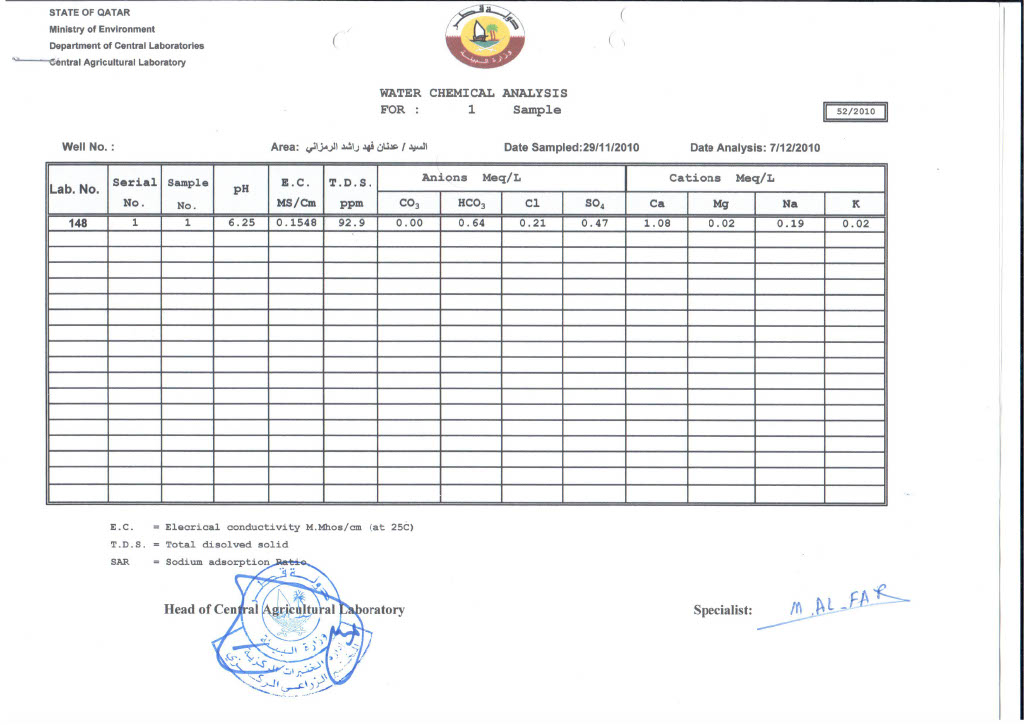 STATE OF QATAR
Ministry of Environment
Department of Central Laboratories
Central Agricultural Laboratory
دولة قطر
وزارة البيئة
WATER CHEMICAL ANALYSIS
FOR : 1 Sample
52/2010
Well No. : Area: السيد / عدنان فهد راشد الرمزاني Date Sampled:29/11/2010 Date Analysis: 7/12/2010
Lab. No. Serial No. Sample No. pH E.C. MS/Cm T.D.S. ppm Anions Meq/L Cations Meq/L
CO₃ HCO₃ Cl SO₄ Ca Mg Na K
148 1 1 6.25 0.1548 92.9 0.00 0.64 0.21 0.47 1.08 0.02 0.19 0.02
E.C. = Elecrical conductivity M.Mhos/cm (at 25C)
T.D.S. = Total disolved solid
SAR = Sodium adsorption Ratio
Head of Central Agricultural Laboratory Specialist: M.AL-FAR
دولة قطر
وزارة البيئة
المختبرات المركزية
الزراعي المركزي